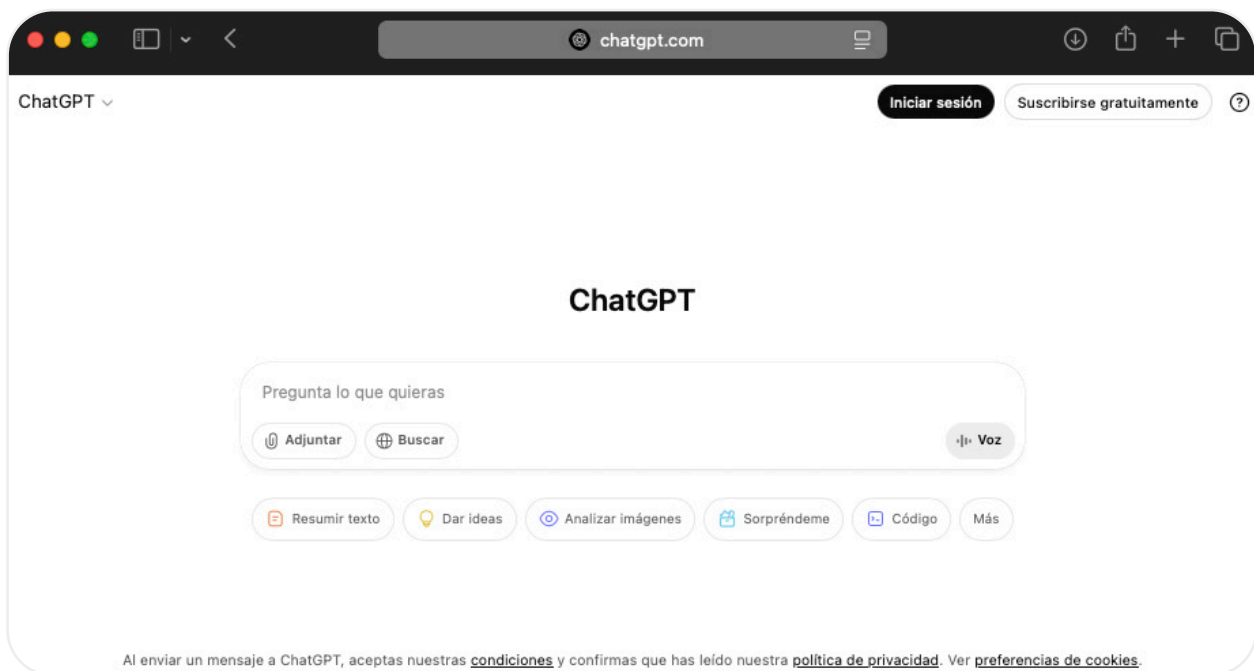 chatgpt.com
ChatGPT
Iniciar sesión
Suscribirse gratuitamente
?
ChatGPT
Pregunta lo que quieras
Adjuntar
Buscar
Voz
Resumir texto
Dar ideas
Analizar imágenes
Sorpréndeme
Código
Más
Al enviar un mensaje a ChatGPT, aceptas nuestras condiciones y confirmas que has leído nuestra política de privacidad. Ver preferencias de cookies.